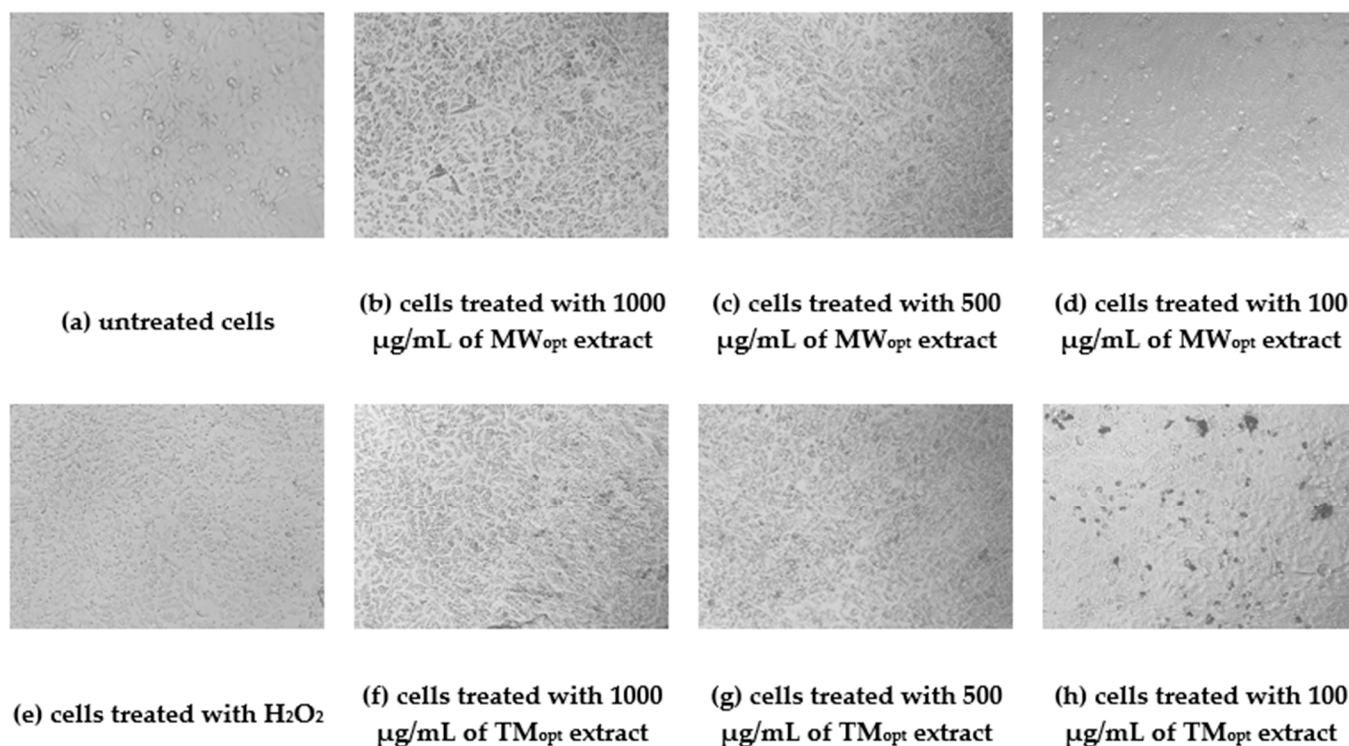 (a) untreated cells
(b) cells treated with 1000
μg/mL of MWopt extract
(c) cells treated with 500
μg/mL of MWopt extract
(d) cells treated with 100
μg/mL of MWopt extract
(e) cells treated with H2O2
(f) cells treated with 1000
μg/mL of TMopt extract
(g) cells treated with 500
μg/mL of TMopt extract
(h) cells treated with 100
μg/mL of TMopt extract